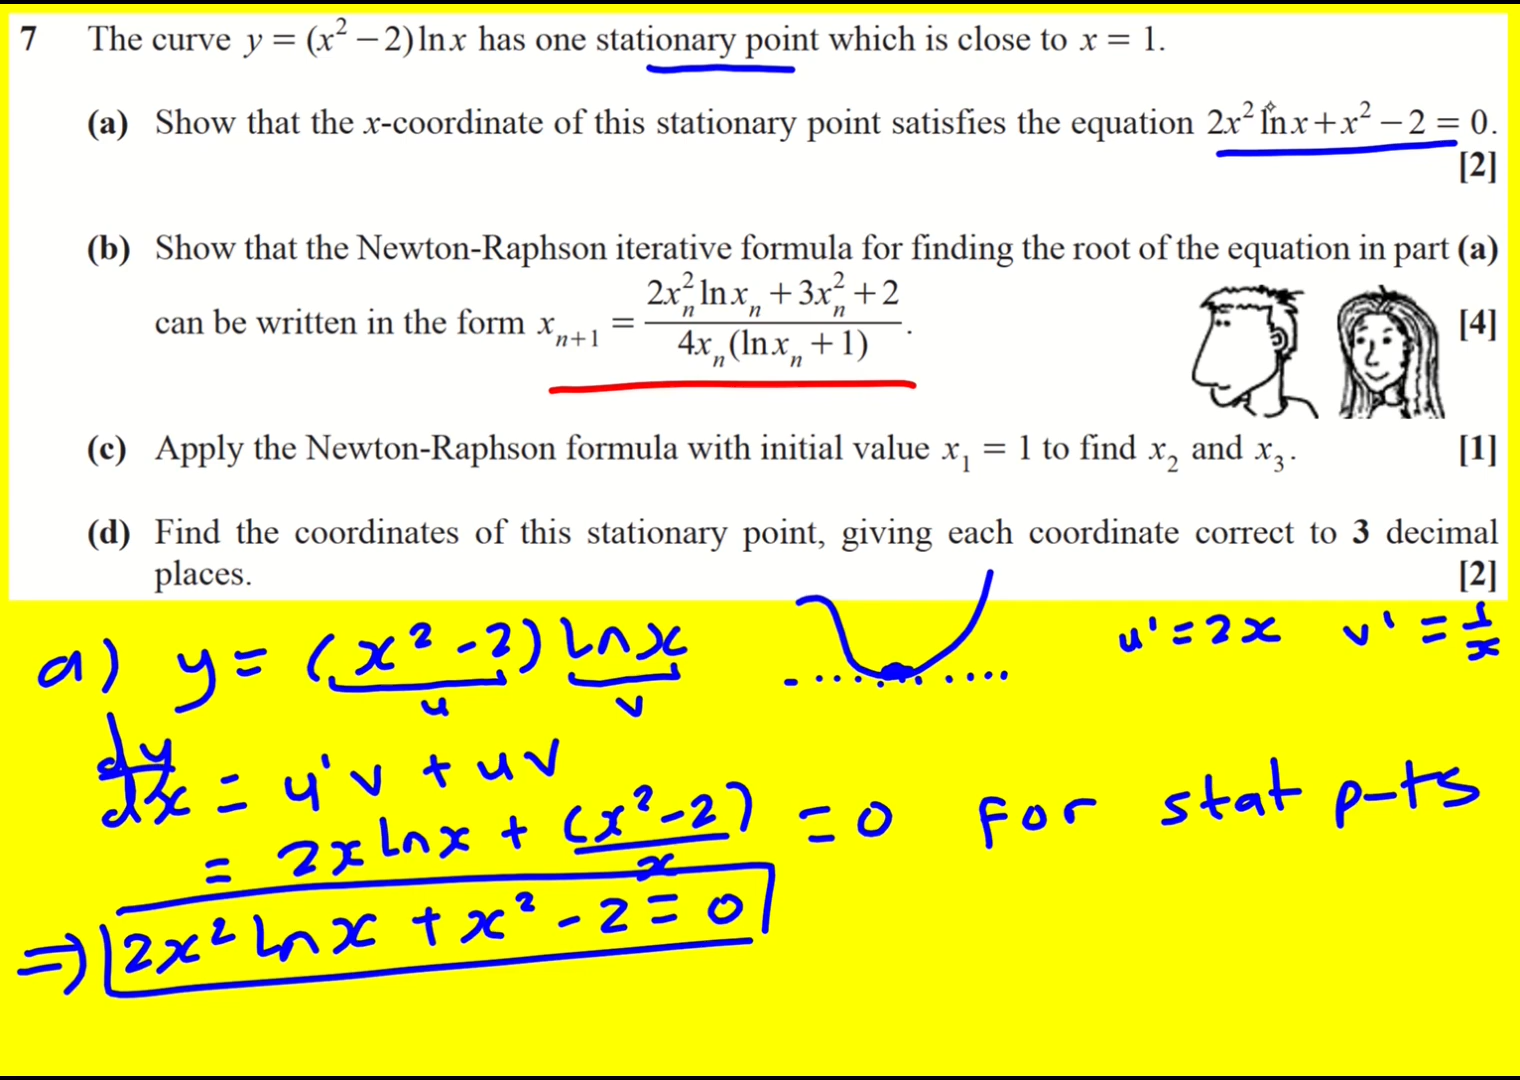 7 The curve y = (x² − 2) ln x has one stationary point which is close to x = 1.
(a) Show that the x-coordinate of this stationary point satisfies the equation 2x² ln x + x² − 2 = 0.
[2]
(b) Show that the Newton-Raphson iterative formula for finding the root of the equation in part (a)
can be written in the form xₙ₊₁ = (2xₙ² ln xₙ + 3xₙ² + 2) / (4xₙ(ln xₙ + 1)). [4]
(c) Apply the Newton-Raphson formula with initial value x₁ = 1 to find x₂ and x₃. [1]
(d) Find the coordinates of this stationary point, giving each coordinate correct to 3 decimal
places. [2]
a) y = (x² - 2) ln x u' = 2x v' = 1/x
u v
dy/dx = u'v + uv
= 2x ln x + (x² - 2)/x = 0 for stat pts
⇒ 2x² ln x + x² - 2 = 0